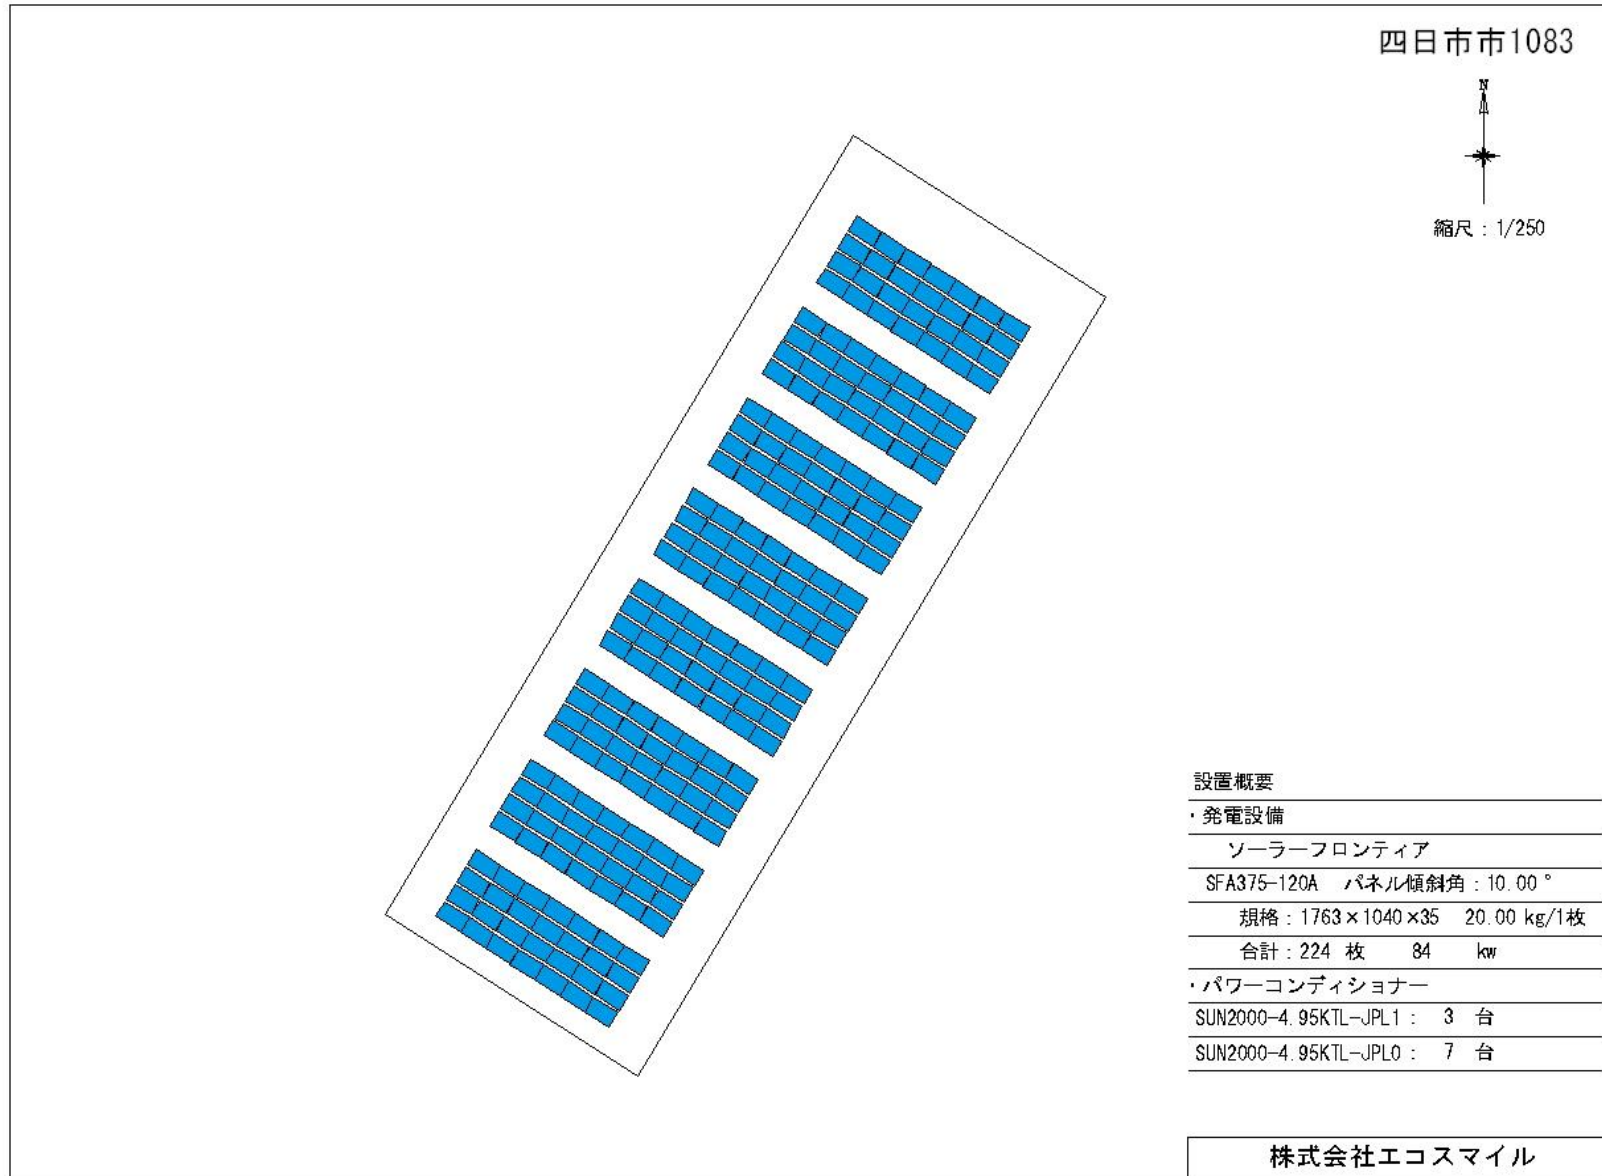 四日市市1083
N
縮尺：1/250
設置概要
・発電設備
ソーラーフロンティア
SFA375-120A　パネル傾斜角：10.00°
規格：1763×1040×35　20.00 kg/1枚
合計：224 枚　84　kw
・パワーコンディショナー
SUN2000-4.95KTL-JPL1：　3　台
SUN2000-4.95KTL-JPL0：　7　台
株式会社エコスマイル